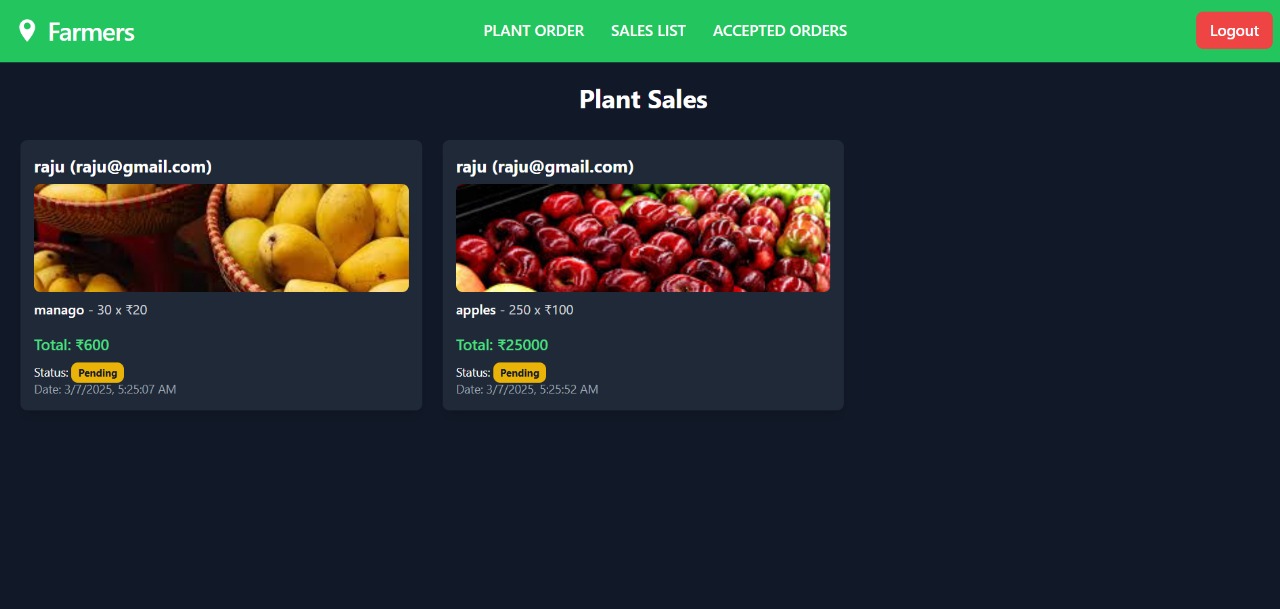 Farmers
PLANT ORDER
SALES LIST
ACCEPTED ORDERS
Logout
Plant Sales
raju (raju@gmail.com)
manago - 30 x ₹20
Total: ₹600
Status: Pending
Date: 3/7/2025, 5:25:07 AM
raju (raju@gmail.com)
apples - 250 x ₹100
Total: ₹25000
Status: Pending
Date: 3/7/2025, 5:25:52 AM